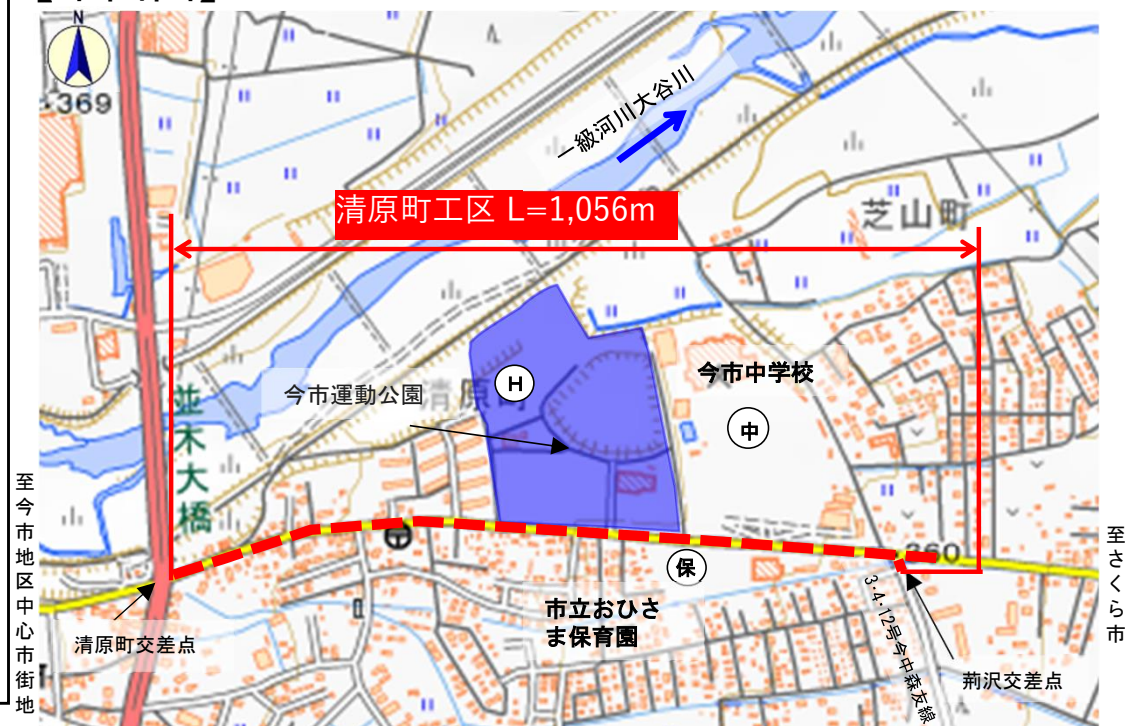 N
369
一級河川大谷川
清原町工区 L=1,056m
芝山町
今市中学校
H
今市運動公園
清原町
中
並木大橋
至今市地区中心市街地
360
保
至さくら市
市立おひさ
ま保育園
3・4・12号今中森友線
清原町交差点
荊沢交差点